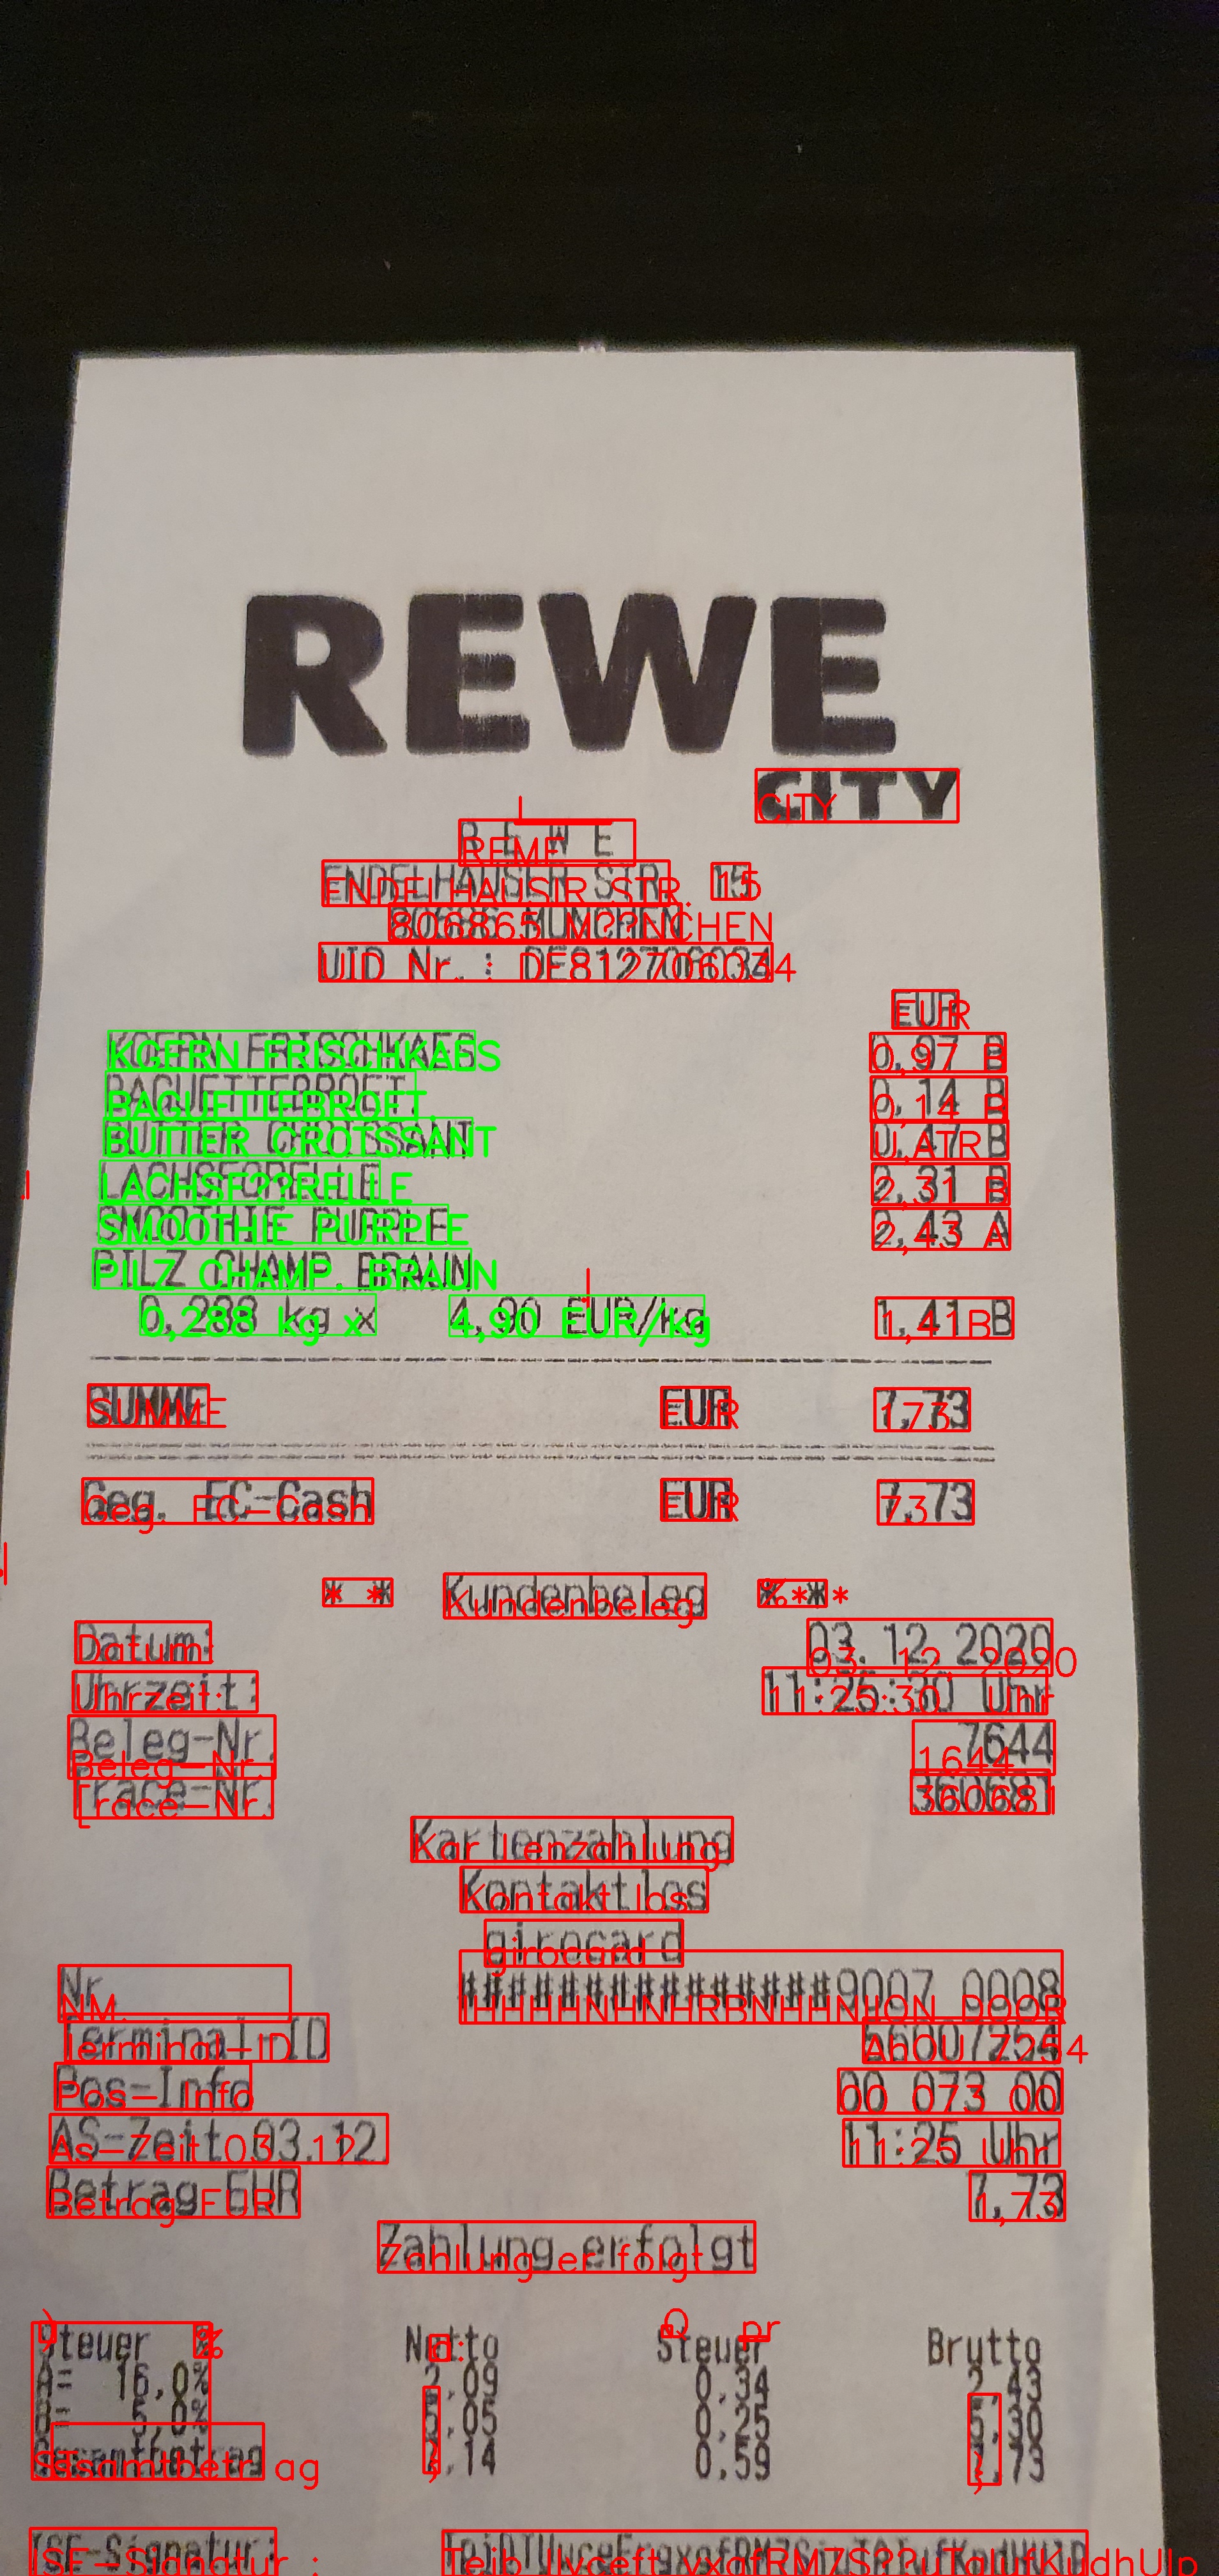 REWE
CITY
R E W E
ENDELHAUSER STR. 15
80686 MÜNCHEN
UID Nr.: DE812706034
EUR
KOERN FRISCHKAES 0,97 B
BAGUETTEBROET. 0,14 B
BUTTER CROISSANT 0,47 B
LACHSFORELLE 2,31 B
SMOOTHIE PURPLE 2,43 A
PILZ CHAMP. BRAUN
0,288 kg x 4,90 EUR/kg 1,41 B
SUMME EUR 7,73
Geg. EC-Cash EUR 7,73
* * Kundenbeleg * *
Datum: 03.12.2020
Uhrzeit: 11:25:30 Uhr
Beleg-Nr. 7644
Trace-Nr. 360681
Kartenzahlung
Kontaktlos
girocard
Nr. ###############9007 0008
Terminal-ID 56007254
Pos-Info 00 073 00
AS-Zeit 03.12. 11:25 Uhr
Betrag EUR 7,73
Zahlung erfolgt
Steuer % Netto Steuer Brutto
A= 16,0% 2,09 0,34 2,43
B= 5,0% 5,05 0,25 5,30
Gesamtbetrag 7,14 0,59 7,73
TSE-Signatur: